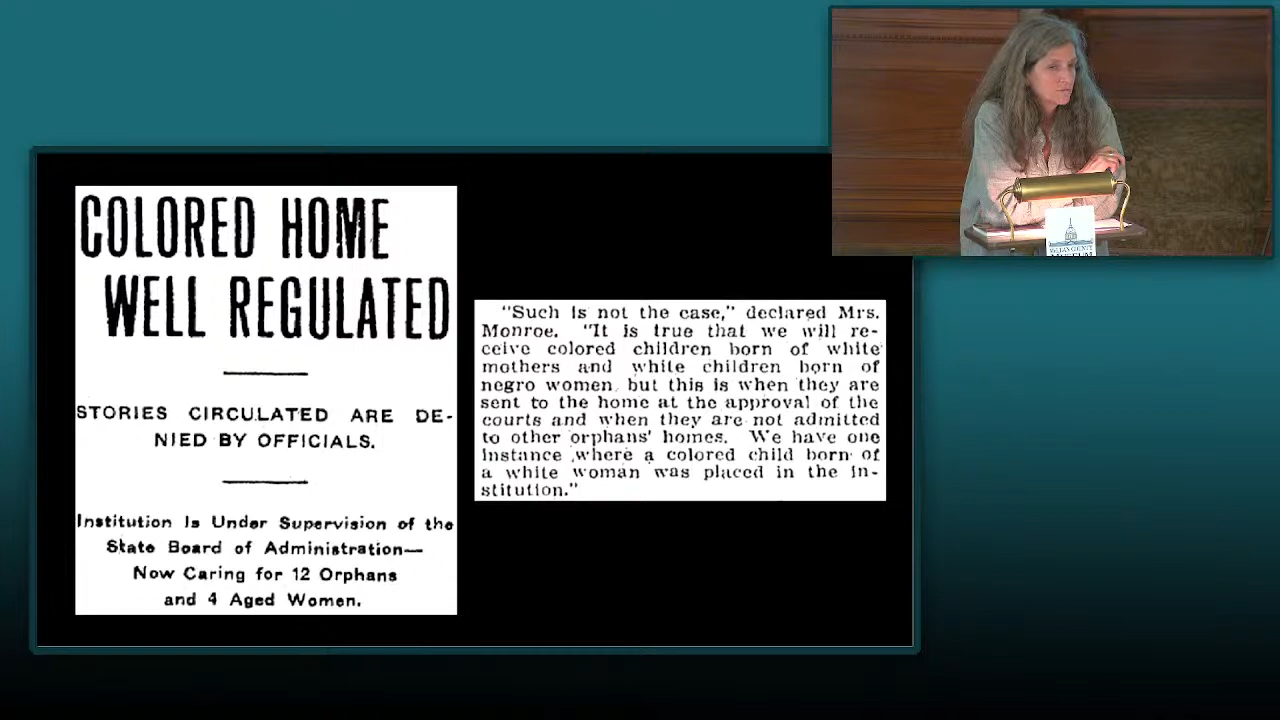 COLORED HOME
WELL REGULATED
STORIES CIRCULATED ARE DE-
NIED BY OFFICIALS.
Institution Is Under Supervision of the
State Board of Administration—
Now Caring for 12 Orphans
and 4 Aged Women.
"Such is not the case," declared Mrs.
Monroe. "It is true that we will re-
ceive colored children born of white
mothers and white children born of
negro women, but this is when they are
sent to the home at the approval of the
courts and when they are not admitted
to other orphans' homes. We have one
instance where a colored child born of
a white woman was placed in the in-
stitution."
McLEAN COUNTY
MUSEUM